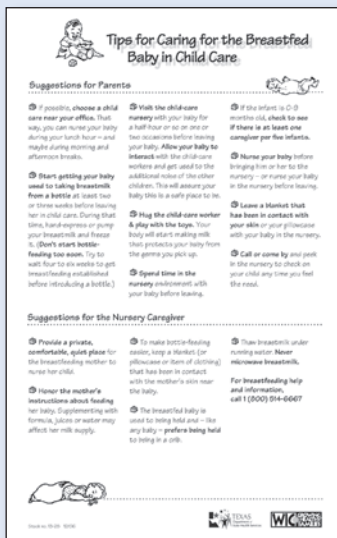 Tips for Caring for the Breastfed
Baby in Child Care
Suggestions for Parents
If possible, choose a child
care near your office. That
way, you can nurse your baby
during your lunch hour – and
maybe during morning and
afternoon breaks.
Start getting your baby
used to taking breastmilk
from a bottle at least two
or three weeks before leaving
her in child care. During that
time, hand-express or pump
your breastmilk and freeze
it. (Don't start bottle-
feeding too soon. Try to
wait four to six weeks to get
breastfeeding established
before introducing a bottle.)
Visit the child-care
nursery with your baby for
a half-hour or so on one or
two occasions before leaving
your baby. Allow your baby to
interact with the child-care
workers and get used to the
additional noise of the other
children. This will assure your
baby this is a safe place to be.
Hug the child-care worker
& play with the toys. Your
body will start making milk
that protects your baby from
the germs you pick up.
Spend time in the
nursery environment with
your baby before leaving.
If the infant is 0-9
months old, check to see
if there is at least one
caregiver per five infants.
Nurse your baby before
bringing him or her to the
nursery – or nurse your baby
in the nursery before leaving.
Leave a blanket that
has been in contact with
your skin or your pillowcase
with your baby in the nursery.
Call or come by and peek
in the nursery to check on
your child any time you feel
the need.
Suggestions for the Nursery Caregiver
Provide a private,
comfortable, quiet place for
the breastfeeding mother to
nurse her child.
Honor the mother's
instructions about feeding
her baby. Supplementing with
formula, juices or water may
affect her milk supply.
To make bottle-feeding
easier, keep a blanket (or
pillowcase or item of clothing)
that has been in contact
with the mother's skin near
the baby.
The breastfed baby is
used to being held and – like
any baby – prefers being held
to being in a crib.
Thaw breastmilk under
running water. Never
microwave breastmilk.
For breastfeeding help
and information,
call 1 (800) 514-6667
TEXAS
WIC